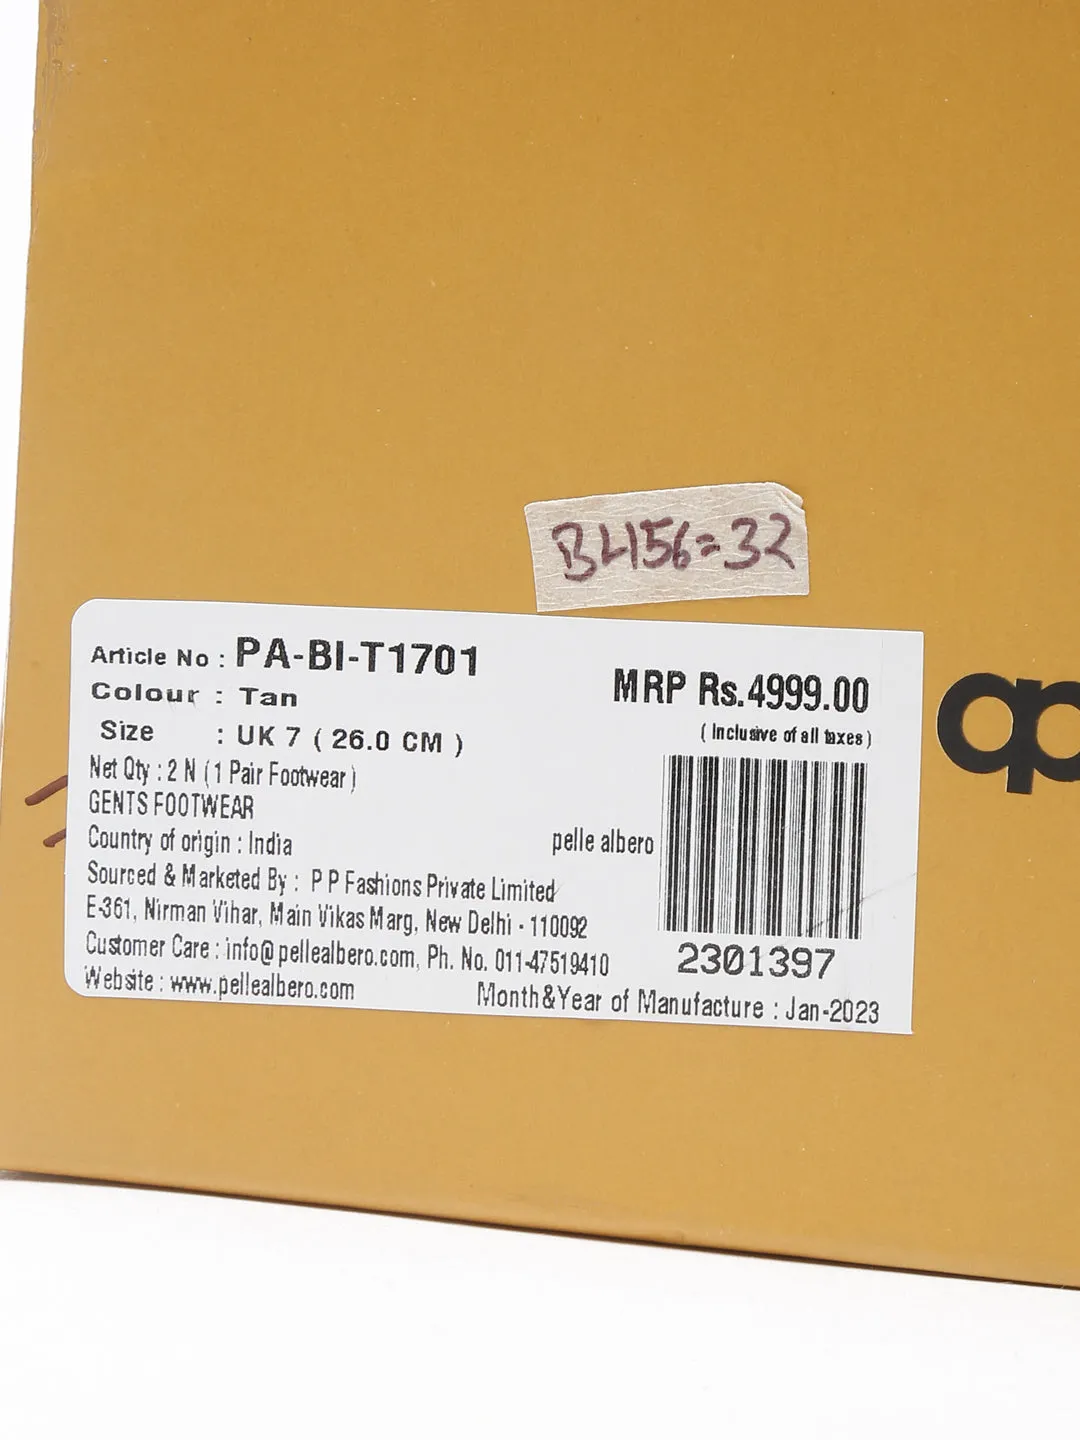 BL156=32
Article No : PA-BI-T1701
Colour : Tan
Size : UK 7 ( 26.0 CM )
Net Qty : 2 N ( 1 Pair Footwear )
GENTS FOOTWEAR
Country of origin : India
Sourced & Marketed By : P P Fashions Private Limited
E-361, Nirman Vihar, Main Vikas Marg, New Delhi - 110092
Customer Care : info@pellealbero.com, Ph. No. 011-47519410
Website : www.pellealbero.com
MRP Rs.4999.00
( Inclusive of all taxes )
pelle albero
2301397
Month&Year of Manufacture : Jan-2023